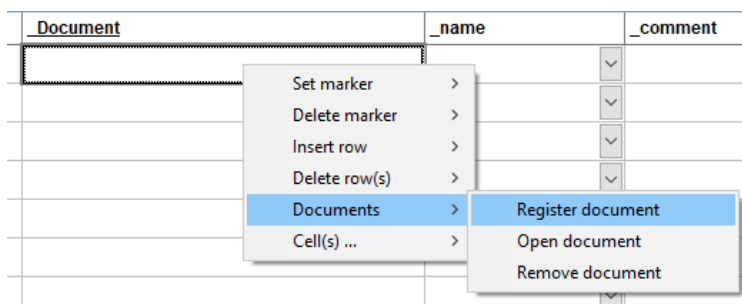 _Document _name _comment
Set marker
Delete marker
Insert row
Delete row(s)
Documents
Cell(s) ...
Register document
Open document
Remove document